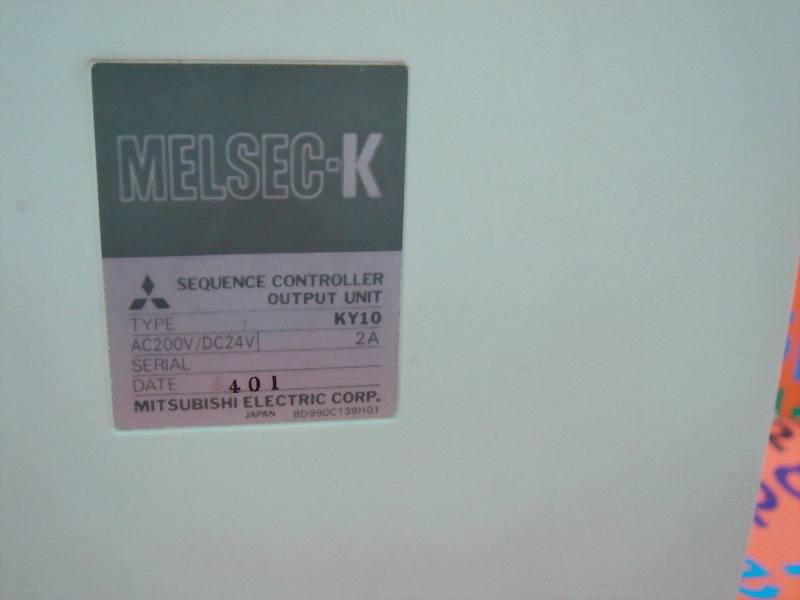 MELSEC-K
SEQUENCE CONTROLLER
OUTPUT UNIT
TYPE KY10
AC200V/DC24V 2A
SERIAL
DATE 401
MITSUBISHI ELECTRIC CORP.
JAPAN BD990C138H01